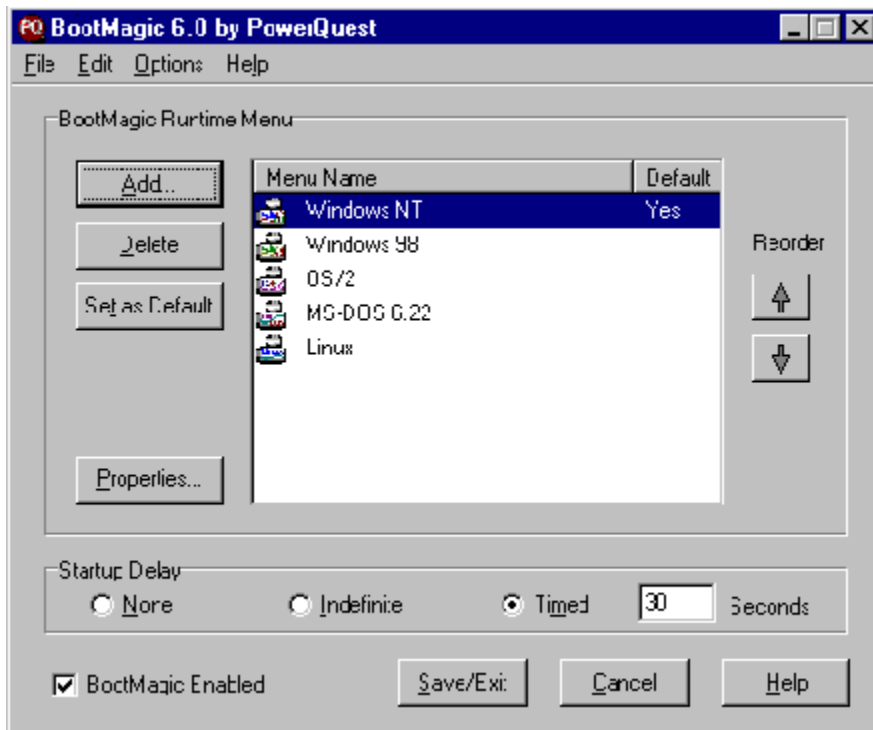 PQ BootMagic 6.0 by PowerQuest
File Edit Options Help
BootMagic Runtime Menu
Add...
Delete
Set as Default
Properties...
Menu Name Default
Windows NT Yes
Windows 98
OS/2
MS-DOS 6.22
Linux
Reorder
Startup Delay
None Indefinite Timed 30 Seconds
BootMagic Enabled Save/Exit Cancel Help